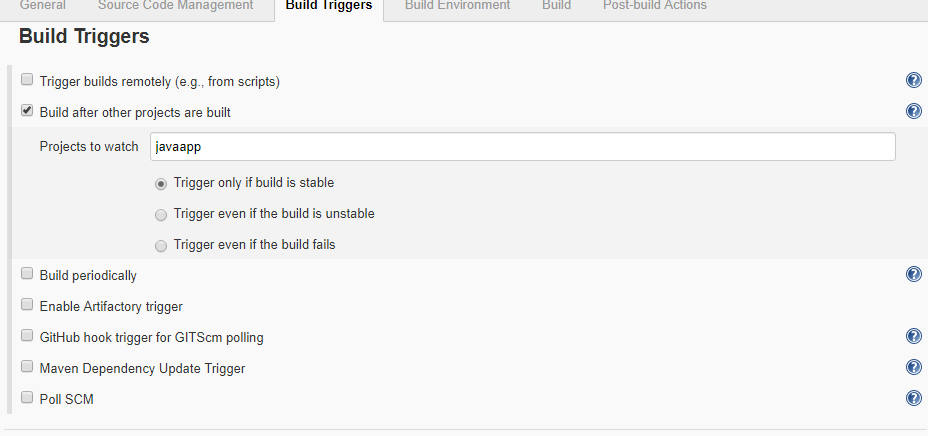 General Source Code Management Build Triggers Build Environment Build Post-build Actions
Build Triggers
Trigger builds remotely (e.g., from scripts)
Build after other projects are built
Projects to watch javaapp
Trigger only if build is stable
Trigger even if the build is unstable
Trigger even if the build fails
Build periodically
Enable Artifactory trigger
GitHub hook trigger for GITScm polling
Maven Dependency Update Trigger
Poll SCM